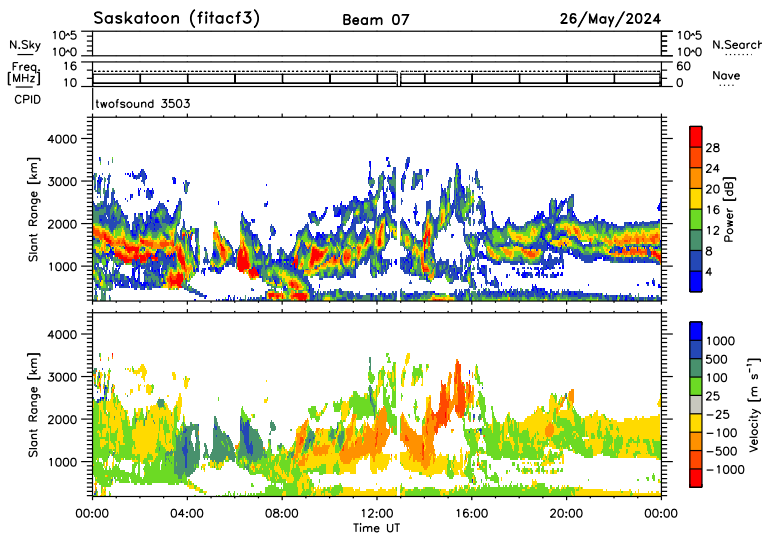 Saskatoon (fitacf3) Beam 07 26/May/2024
N.Sky 10^5 10^5 N.Search
10^0 10^0
Freq. 16 60
[MHz] 10 0 Nave
CPID twofsound 3503
Slant Range [km] 4000 3000 2000 1000
28 24 20 16 12 8 4 Power [dB]
Slant Range [km] 4000 3000 2000 1000
1000 500 100 25 −25 −100 −500 −1000 Velocity [m s⁻¹]
00:00 04:00 08:00 12:00 16:00 20:00 00:00
Time UT